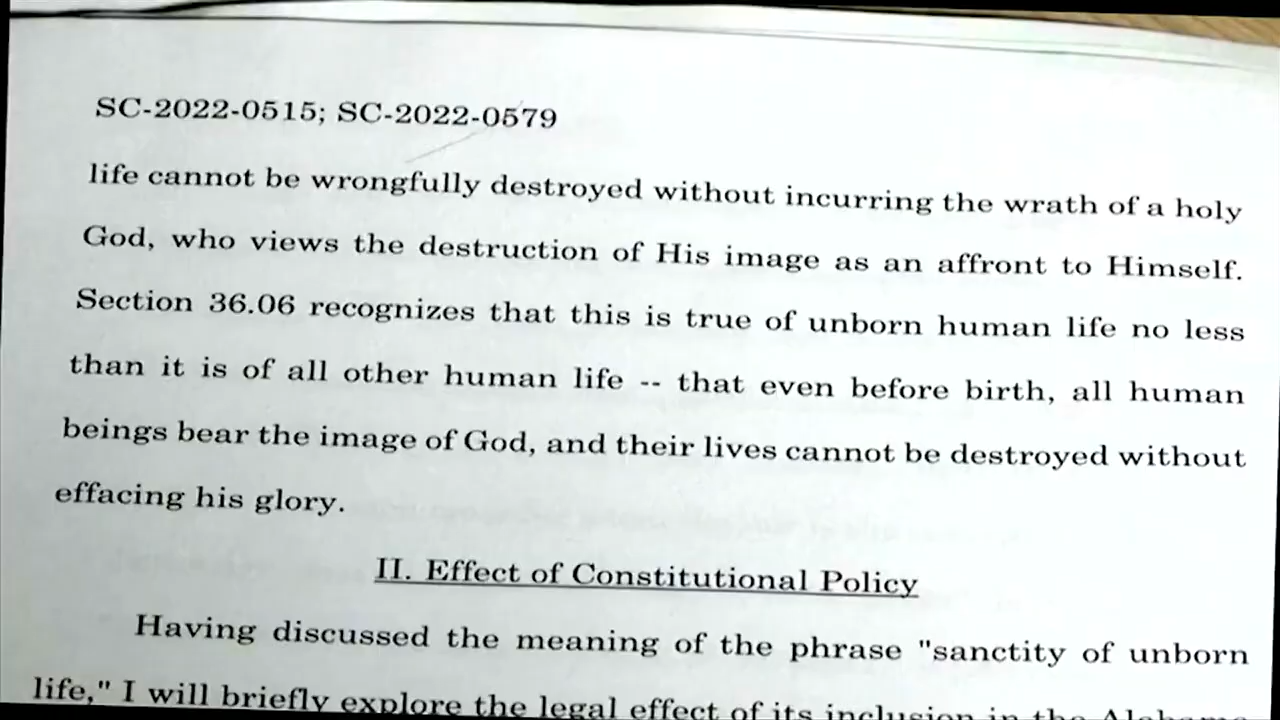 SC-2022-0515; SC-2022-0579
life cannot be wrongfully destroyed without incurring the wrath of a holy
God, who views the destruction of His image as an affront to Himself.
Section 36.06 recognizes that this is true of unborn human life no less
than it is of all other human life -- that even before birth, all human
beings bear the image of God, and their lives cannot be destroyed without
effacing his glory.
II. Effect of Constitutional Policy
Having discussed the meaning of the phrase "sanctity of unborn
life," I will briefly explore the legal effect of its inclusion in the Alabama